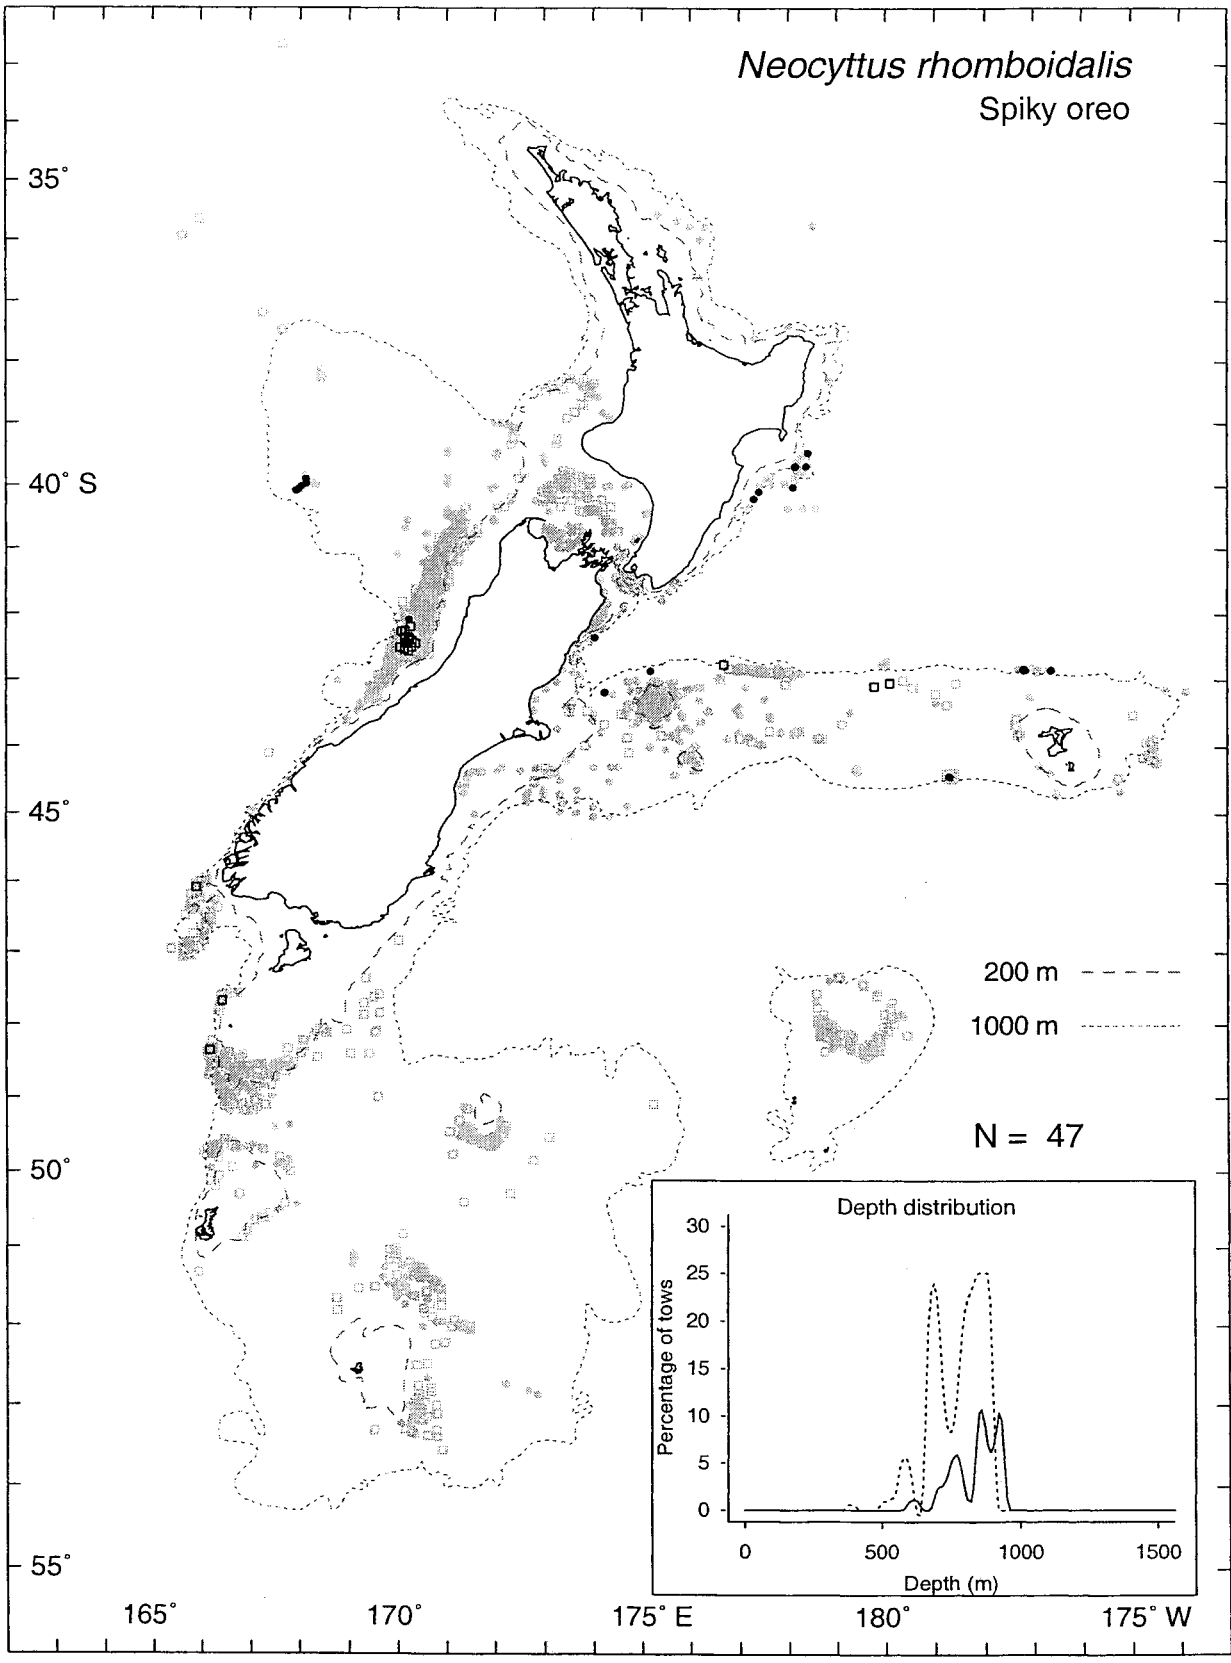 Neocyttus rhomboidalis
Spiky oreo
35°
40° S
45°
200 m
1000 m
N = 47
50°
Depth distribution
30
25
20
15
10
5
0
Percentage of tows
0 500 1000 1500
Depth (m)
55°
165° 170° 175° E 180° 175° W